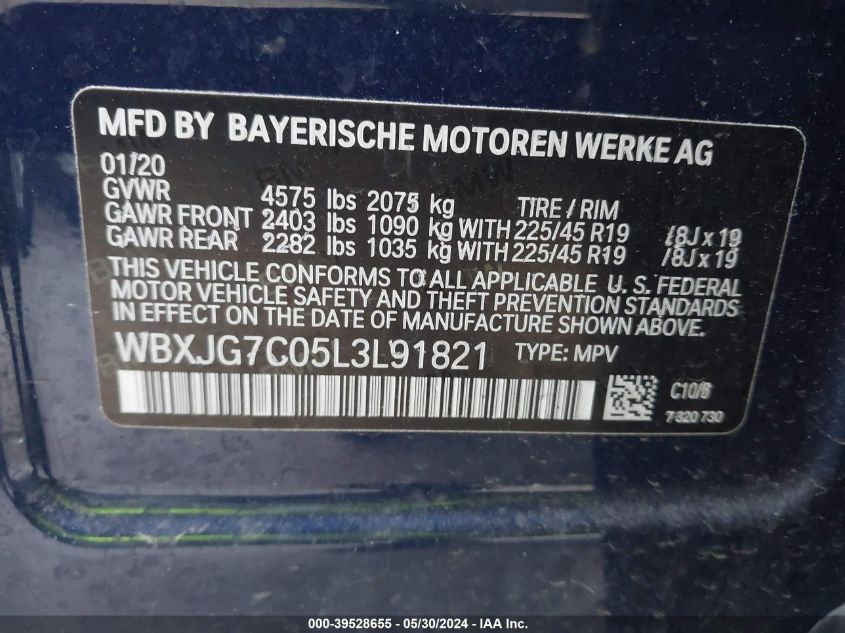 MFD BY BAYERISCHE MOTOREN WERKE AG
01/20
GVWR 4575 lbs 2075 kg TIRE / RIM
GAWR FRONT 2403 lbs 1090 kg WITH 225/45 R19 /8J x 19
GAWR REAR 2282 lbs 1035 kg WITH 225/45 R19 /8J x 19
THIS VEHICLE CONFORMS TO ALL APPLICABLE U. S. FEDERAL
MOTOR VEHICLE SAFETY AND THEFT PREVENTION STANDARDS
IN EFFECT ON THE DATE OF MANUFACTURE SHOWN ABOVE.
WBXJG7C05L3L91821 TYPE: MPV
C10/5
7 320 730
000-39528655 - 05/30/2024 - IAA Inc.